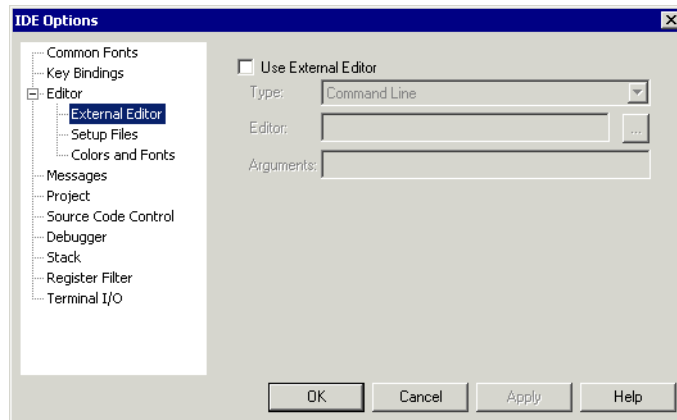 IDE Options
Common Fonts
Key Bindings
Editor
External Editor
Setup Files
Colors and Fonts
Messages
Project
Source Code Control
Debugger
Stack
Register Filter
Terminal I/O
Use External Editor
Type: Command Line
Editor: ...
Arguments:
OK Cancel Apply Help